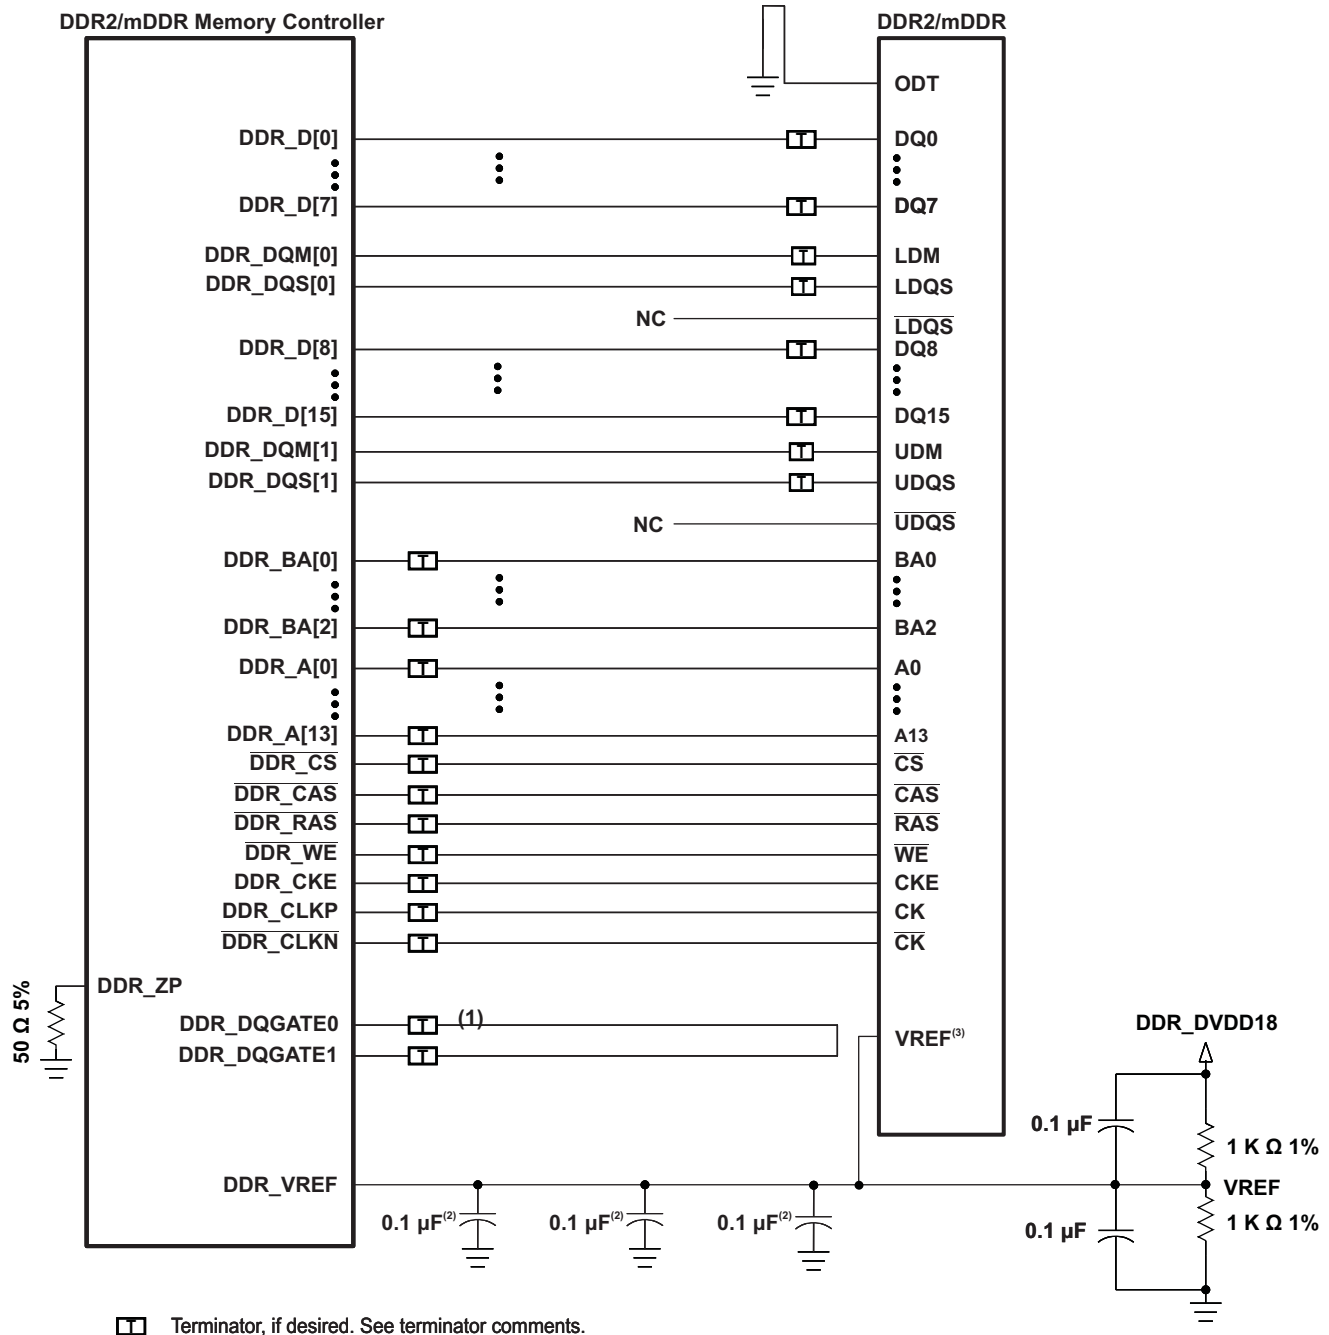 DDR2/mDDR Memory Controller
DDR2/mDDR
ODT
DDR_D[0]
T
DQ0
DDR_D[7]
T
DQ7
DDR_DQM[0]
T
LDM
DDR_DQS[0]
T
LDQS
NC
LDQS
DDR_D[8]
T
DQ8
DDR_D[15]
T
DQ15
DDR_DQM[1]
T
UDM
DDR_DQS[1]
T
UDQS
NC
UDQS
DDR_BA[0]
T
BA0
DDR_BA[2]
T
BA2
DDR_A[0]
T
A0
DDR_A[13]
T
A13
DDR_CS
T
CS
DDR_CAS
T
CAS
DDR_RAS
T
RAS
DDR_WE
T
WE
DDR_CKE
T
CKE
DDR_CLKP
T
CK
DDR_CLKN
T
CK
50 Ω 5%
DDR_ZP
DDR_DQGATE0
T
(1)
DDR_DQGATE1
T
VREF(3)
DDR_DVDD18
0.1 µF
1 K Ω 1%
DDR_VREF
VREF
0.1 µF(2)
0.1 µF(2)
0.1 µF(2)
0.1 µF
1 K Ω 1%
T Terminator, if desired. See terminator comments.